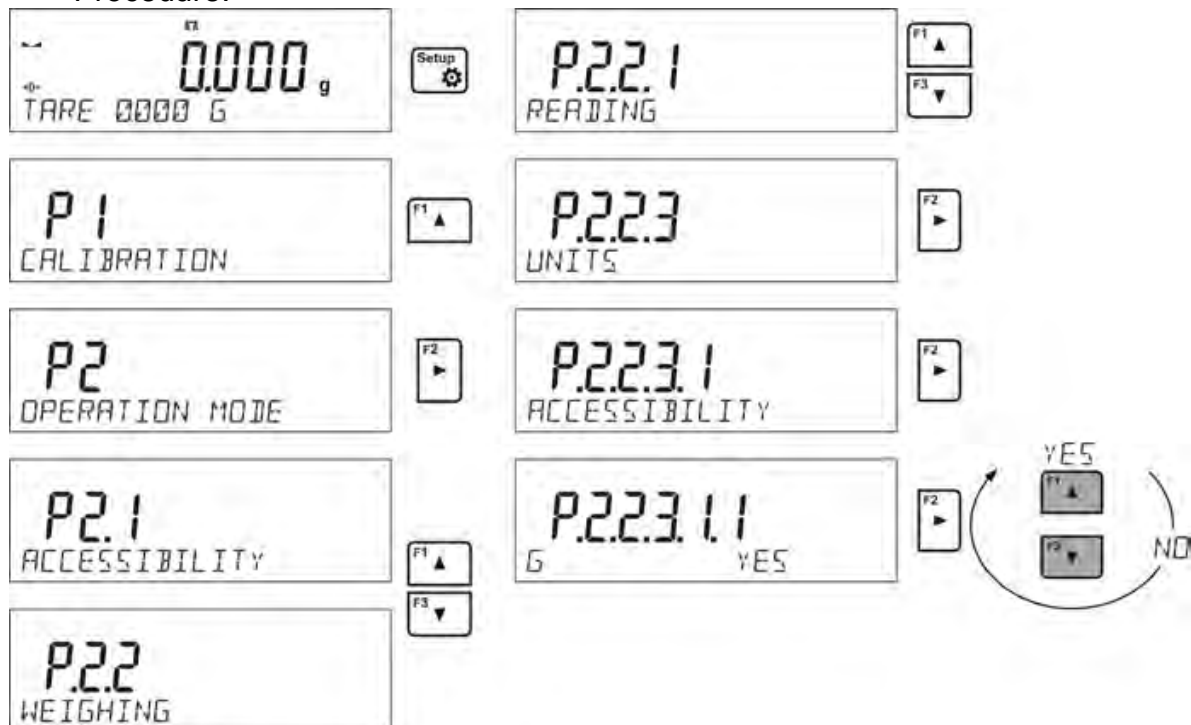 Procedure:
0.000 g
TARE 0.000 G
Setup
P1
CALIBRATION
F1
P2
OPERATION MODE
F2
P2.1
ACCESSIBILITY
F1
F3
P.2.2
WEIGHING
P.2.2.1
READING
F1
F3
P.2.2.3
UNITS
F2
P.2.2.3.1
ACCESSIBILITY
F2
P.2.2.3.1.1
G YES
F2
YES
F1
F3
NO